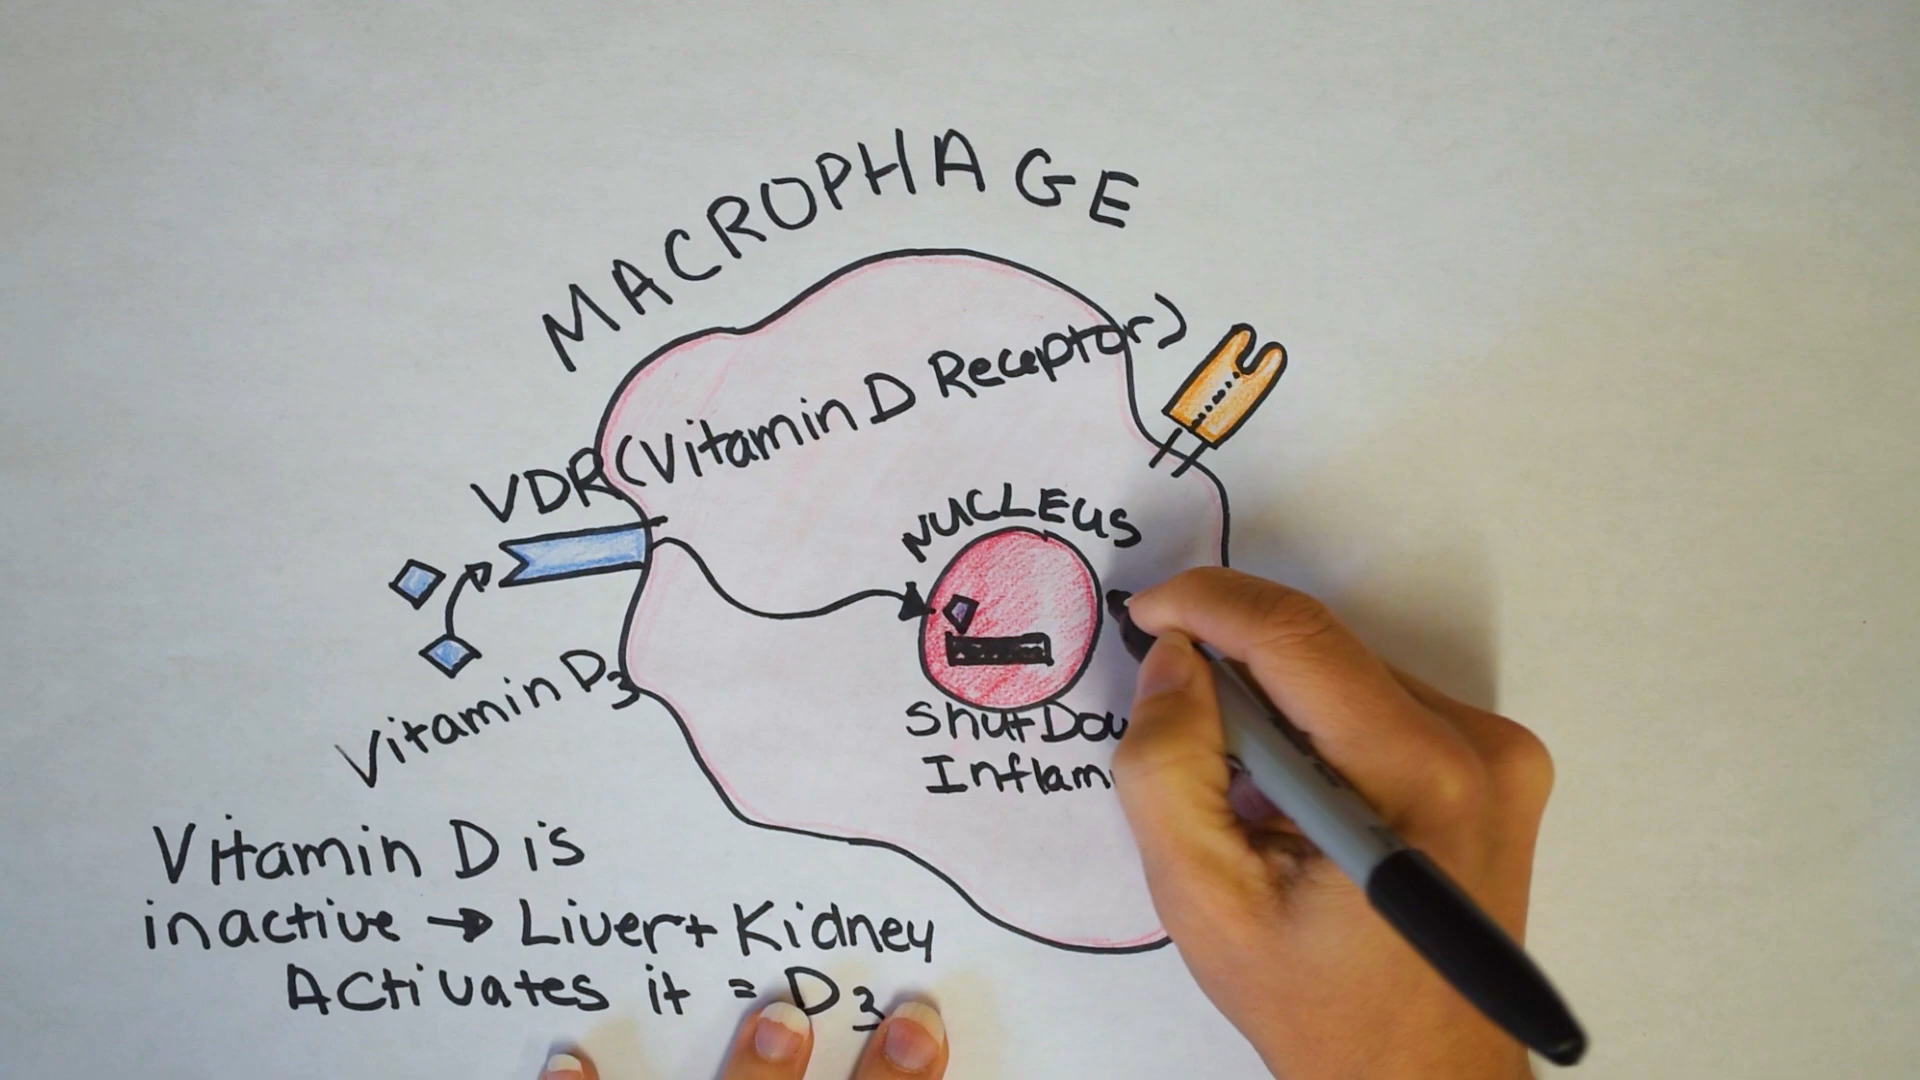 MACROPHAGE
VDR (Vitamin D Receptor)
NUCLEUS
Vitamin D3
Shut
Vitamin D is
inactive → Liver + Kidney
Activates it = D3